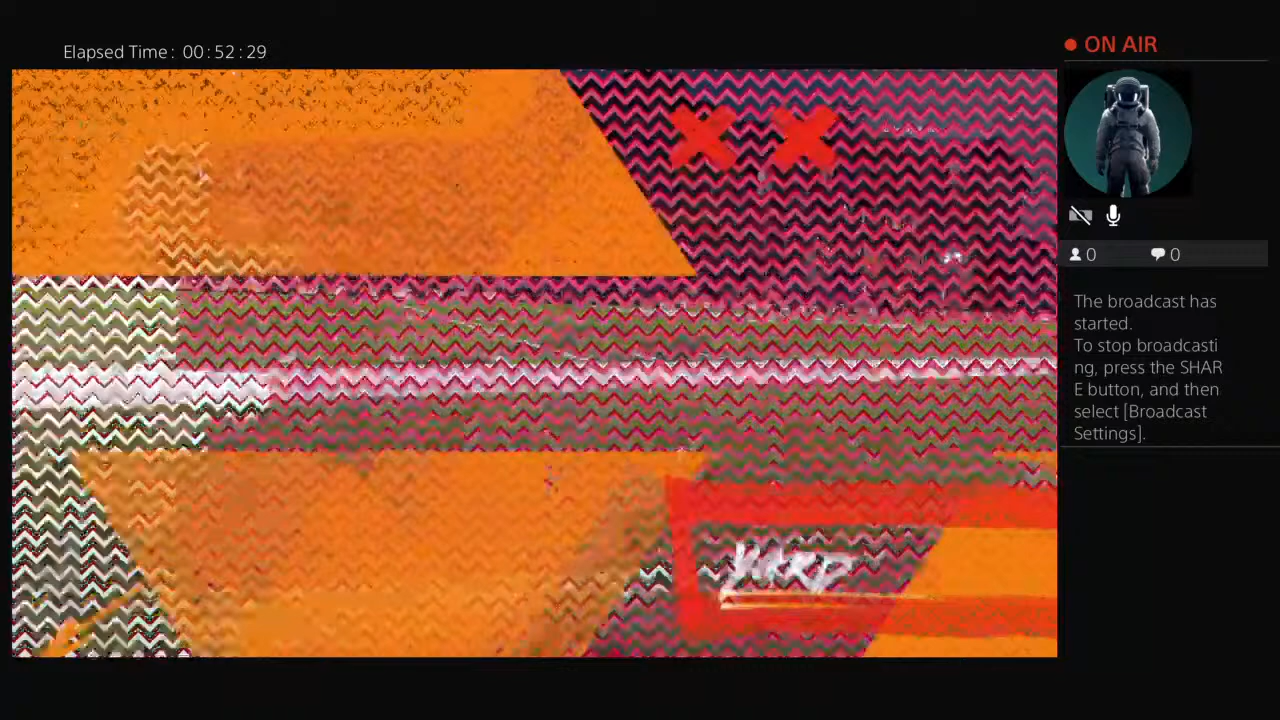 Elapsed Time: 00:52:29
ON AIR
0 0
The broadcast has
started.
To stop broadcasti
ng, press the SHAR
E button, and then
select [Broadcast
Settings].
YARD